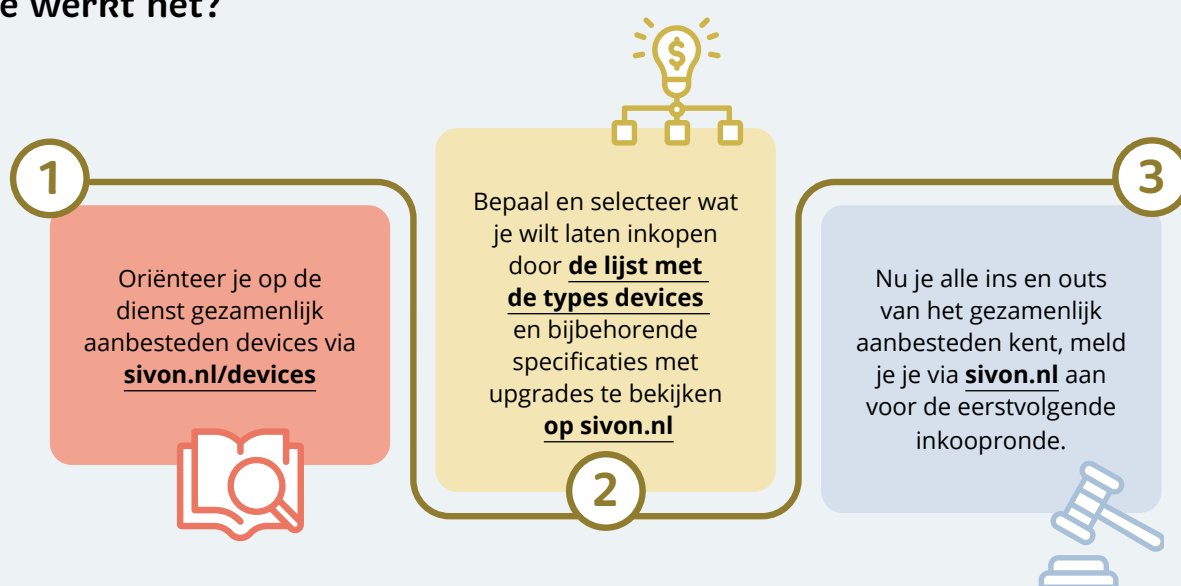 e werkt het?
1
Oriënteer je op de
dienst gezamenlijk
aanbesteden devices via
sivon.nl/devices
Bepaal en selecteer wat
je wilt laten inkopen
door de lijst met
de types devices
en bijbehorende
specificaties met
upgrades te bekijken
op sivon.nl
2
3
Nu je alle ins en outs
van het gezamenlijk
aanbesteden kent, meld
je je via sivon.nl aan
voor de eerstvolgende
inkoopronde.
$